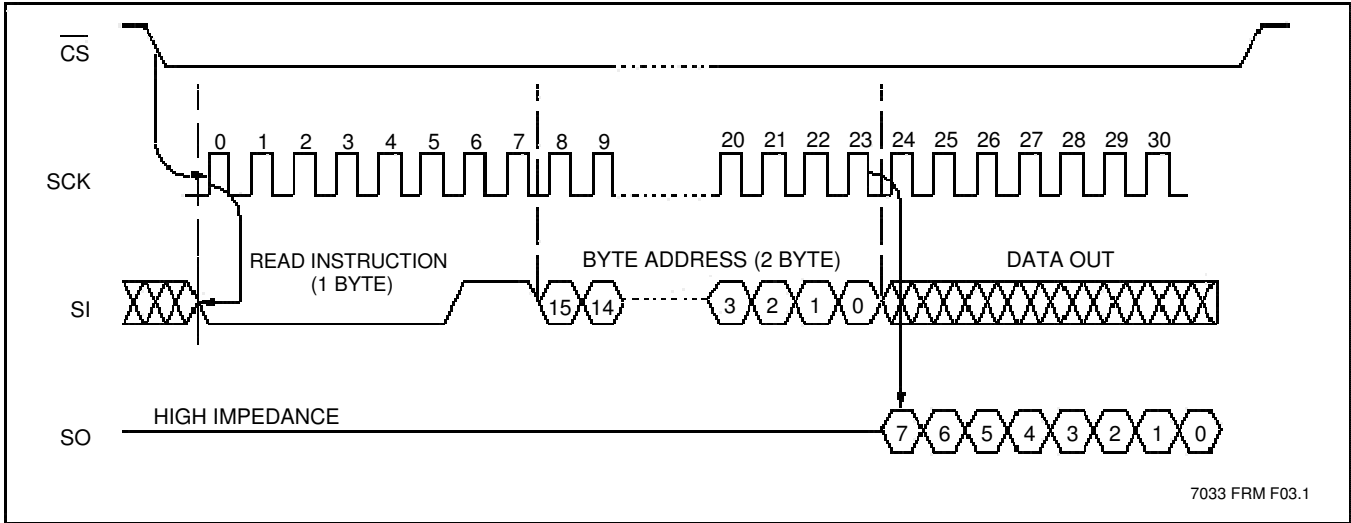 CS
0 1 2 3 4 5 6 7 8 9 20 21 22 23 24 25 26 27 28 29 30
SCK
READ INSTRUCTION
(1 BYTE)
BYTE ADDRESS (2 BYTE)
DATA OUT
SI
15 14 3 2 1 0
HIGH IMPEDANCE
SO
7 6 5 4 3 2 1 0
7033 FRM F03.1